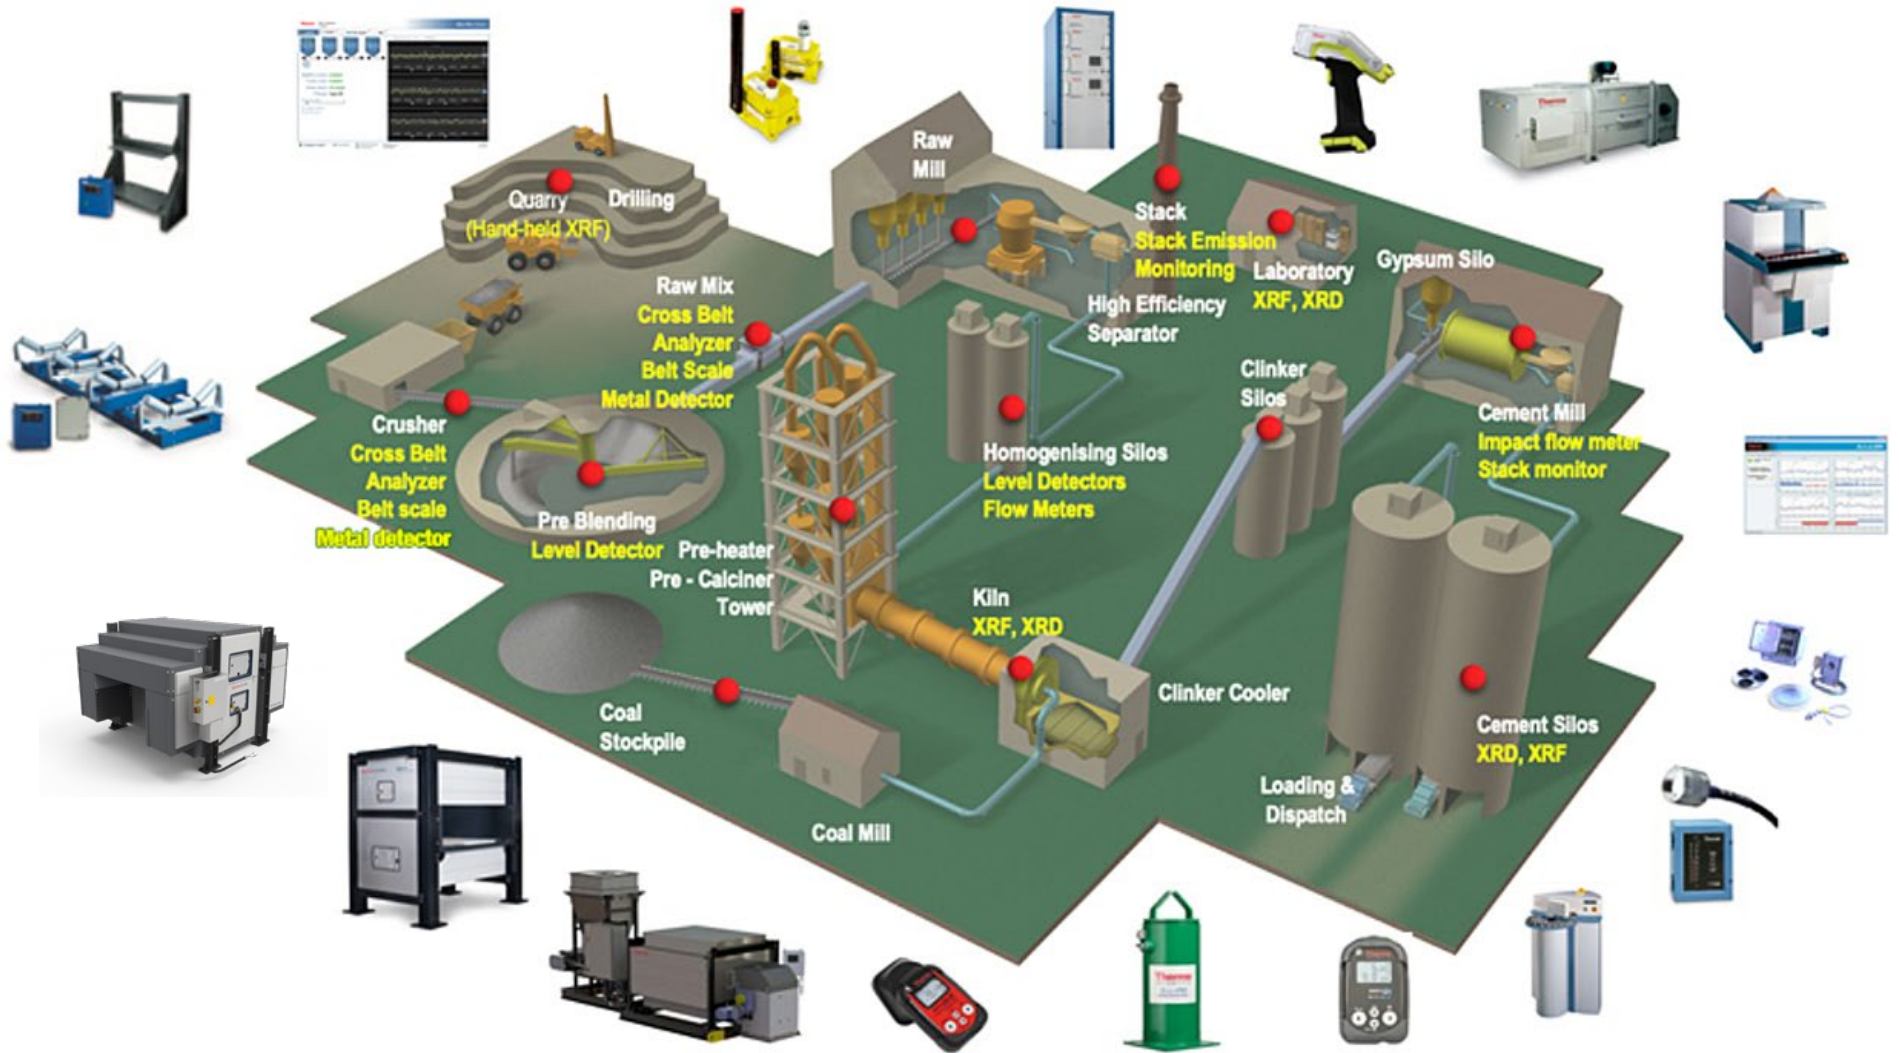 Raw
Mill
Quarry
Drilling
(Hand-held XRF)
Stack
Stack Emission
Monitoring
Laboratory
XRF, XRD
Gypsum Silo
Raw Mix
Cross Belt
Analyzer
Belt Scale
Metal Detector
High Efficiency
Separator
Clinker
Silos
Crusher
Cross Belt
Analyzer
Belt scale
Metal detector
Cement Mill
Impact flow meter
Stack monitor
Homogenising Silos
Level Detectors
Flow Meters
Pre Blending
Level Detector
Pre-heater
Pre - Calciner
Tower
Kiln
XRF, XRD
Clinker Cooler
Coal
Stockpile
Cement Silos
XRD, XRF
Loading &
Dispatch
Coal Mill
Thermo
Thermo